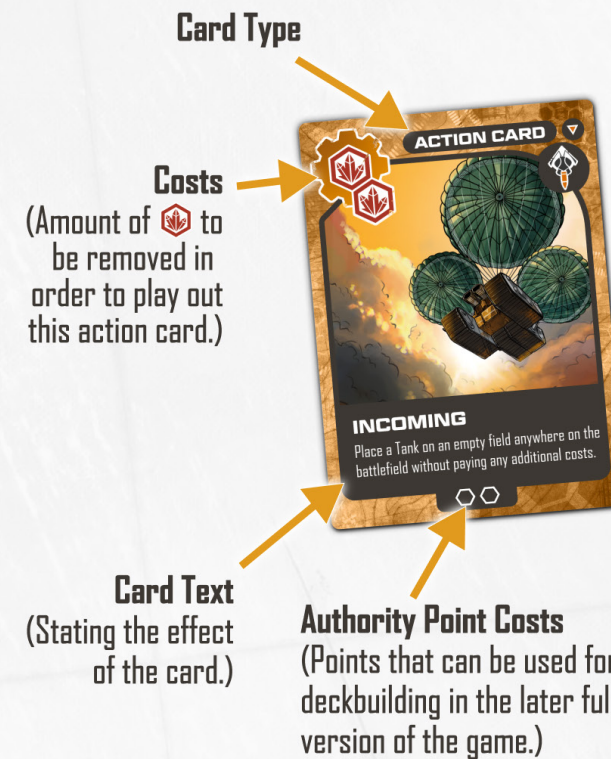 Card Type
ACTION CARD
Costs
(Amount of to
be removed in
order to play out
this action card.)
INCOMING
Place a Tank on an empty field anywhere on the
battlefield without paying any additional costs.
Card Text
(Stating the effect
of the card.)
Authority Point Costs
(Points that can be used for
deckbuilding in the later ful
version of the game.)